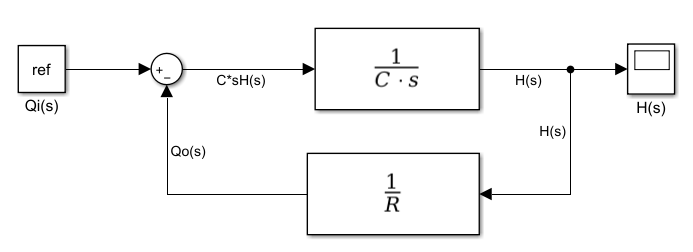 ref
Qi(s)
+
−
C*sH(s)
1
C · s
H(s)
H(s)
H(s)
Qo(s)
1
R